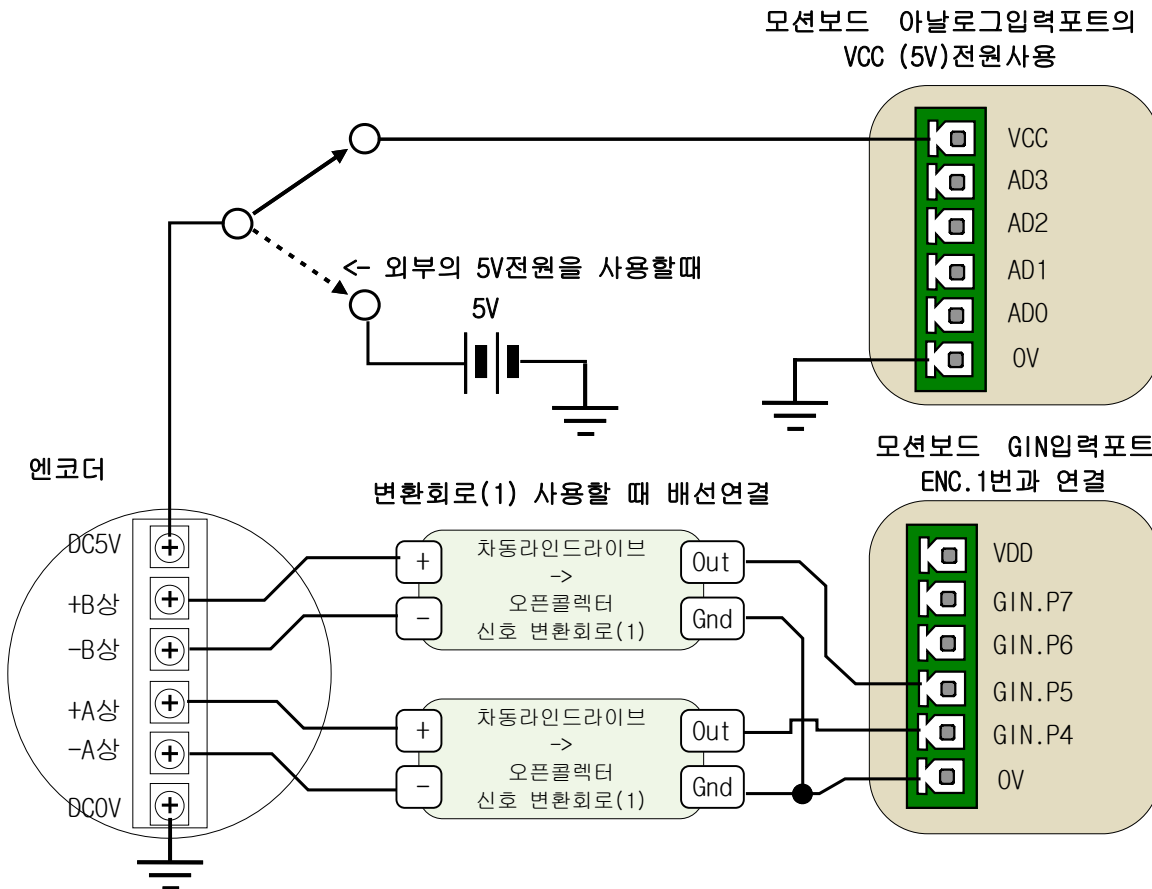 모션보드 아날로그입력포트의
VCC (5V)전원사용
VCC
AD3
AD2
AD1
AD0
0V
<- 외부의 5V전원을 사용할때
5V
엔코더
변환회로(1) 사용할 때 배선연결
모션보드 GIN입력포트
ENC.1번과 연결
DC5V
+B상
-B상
+A상
-A상
DC0V
+
-
차동라인드라이브
->
오픈콜렉터
신호 변환회로(1)
Out
Gnd
+
-
차동라인드라이브
->
오픈콜렉터
신호 변환회로(1)
Out
Gnd
VDD
GIN.P7
GIN.P6
GIN.P5
GIN.P4
0V